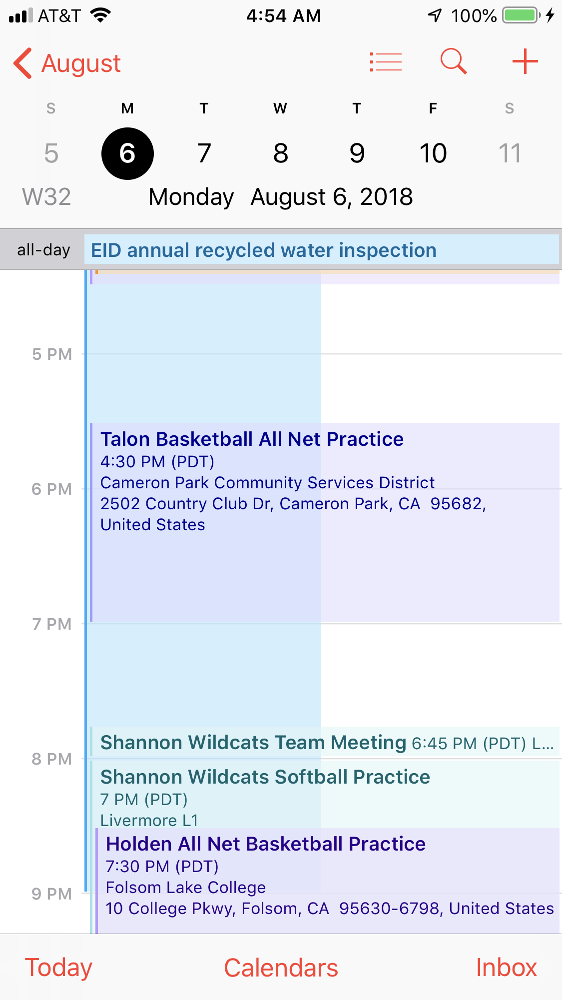 AT&T 4:54 AM 100%
August
S M T W T F S
5 6 7 8 9 10 11
W32 Monday August 6, 2018
all-day EID annual recycled water inspection
5 PM
Talon Basketball All Net Practice
4:30 PM (PDT)
Cameron Park Community Services District
6 PM
2502 Country Club Dr, Cameron Park, CA 95682,
United States
7 PM
Shannon Wildcats Team Meeting 6:45 PM (PDT) L...
8 PM
Shannon Wildcats Softball Practice
7 PM (PDT)
Livermore L1
Holden All Net Basketball Practice
7:30 PM (PDT)
Folsom Lake College
9 PM
10 College Pkwy, Folsom, CA 95630-6798, United States
Today Calendars Inbox